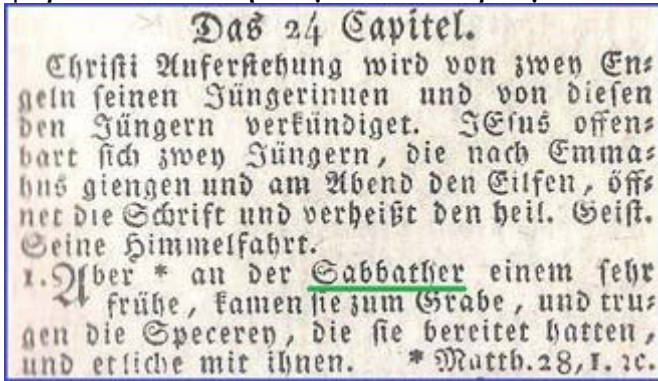 Das 24 Capitel.
Christi Auferstehung wird von zwey En⸗
geln seinen Jüngerinnen und von diesen
den Jüngern verkündiget. JEsus offen⸗
bart sich zwey Jüngern, die nach Emma⸗
hus giengen und am Abend den Eilfen, öff⸗
net die Schrift und verheißt den heil. Geist.
Seine Himmelfahrt.
1. Aber * an der Sabbather einem sehr
frühe, kamen sie zum Grabe, und tru⸗
gen die Specerey, die sie bereitet hatten,
und etliche mit ihnen. * Matth. 28, 1. ꝛc.